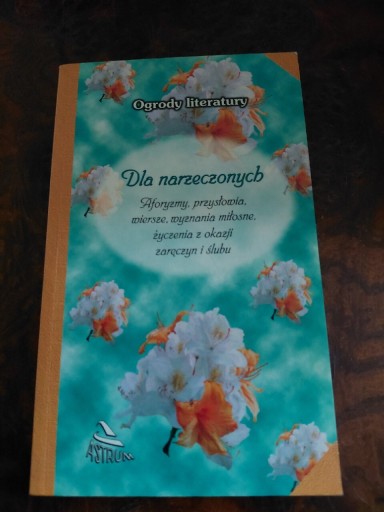 Ogrody literatury
Dla narzeczonych
Aforyzmy, przysłowia,
wiersze, wyznania miłosne,
życzenia z okazji
zaręczyn i ślubu
ASTRUM